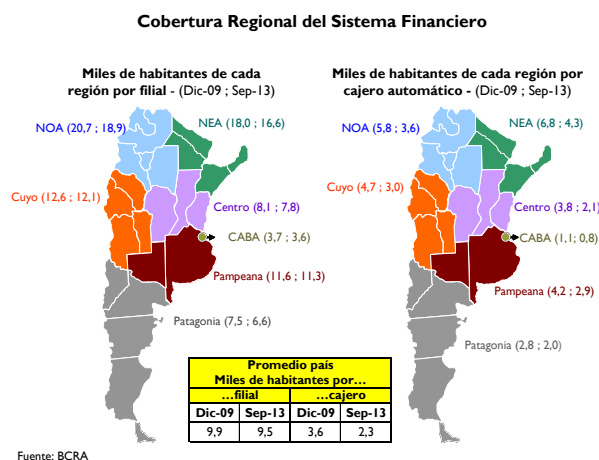 Cobertura Regional del Sistema Financiero
Miles de habitantes de cada
región por filial - (Dic-09 ; Sep-13)
NOA (20,7 ; 18,9)
NEA (18,0 ; 16,6)
Cuyo (12,6 ; 12,1)
Centro (8,1 ; 7,8)
CABA (3,7 ; 3,6)
Pampeana (11,6 ; 11,3)
Patagonia (7,5 ; 6,6)
Miles de habitantes de cada región por
cajero automático - (Dic-09 ; Sep-13)
NEA (6,8 ; 4,3)
NOA (5,8 ; 3,6)
Cuyo (4,7 ; 3,0)
Centro (3,8 ; 2,1)
CABA (1,1; 0,8)
Pampeana (4,2 ; 2,9)
Patagonia (2,8 ; 2,0)
Promedio país
Miles de habitantes por...
...filial ...cajero
Dic-09 Sep-13 Dic-09 Sep-13
9,9 9,5 3,6 2,3
Fuente: BCRA